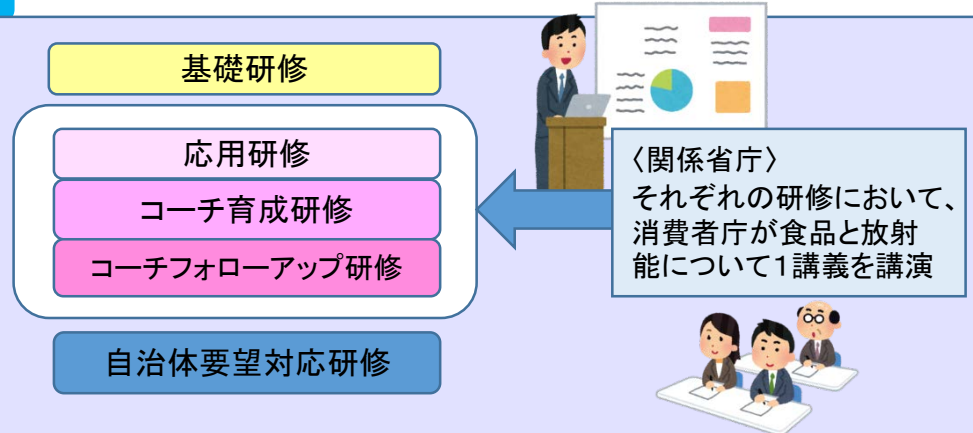 基礎研修
応用研修
コーチ育成研修
コーチフォローアップ研修
自治体要望対応研修
〈関係省庁〉
それぞれの研修において、
消費者庁が食品と放射
能について１講義を講演